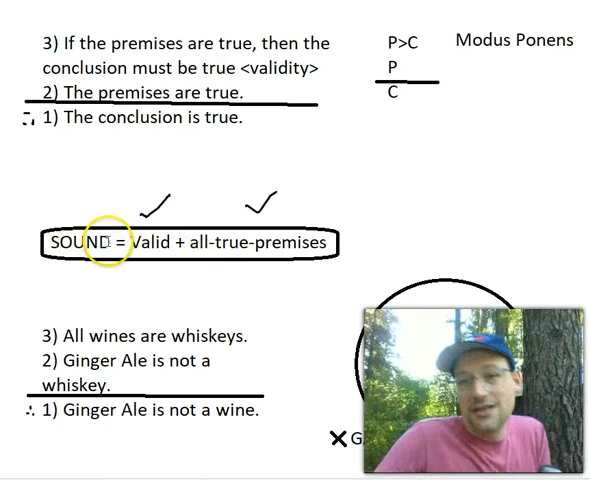 3) If the premises are true, then the
conclusion must be true <validity>
2) The premises are true.
∴ 1) The conclusion is true.
P>C
P
C
Modus Ponens
SOUND = Valid + all-true-premises
3) All wines are whiskeys.
2) Ginger Ale is not a
whiskey.
∴ 1) Ginger Ale is not a wine.
G